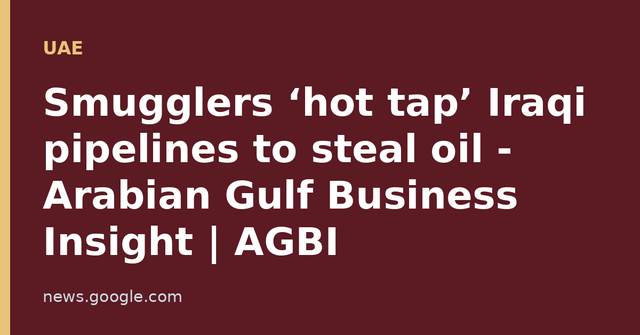 UAE
Smugglers ‘hot tap’ Iraqi
pipelines to steal oil -
Arabian Gulf Business
Insight | AGBI
news.google.com